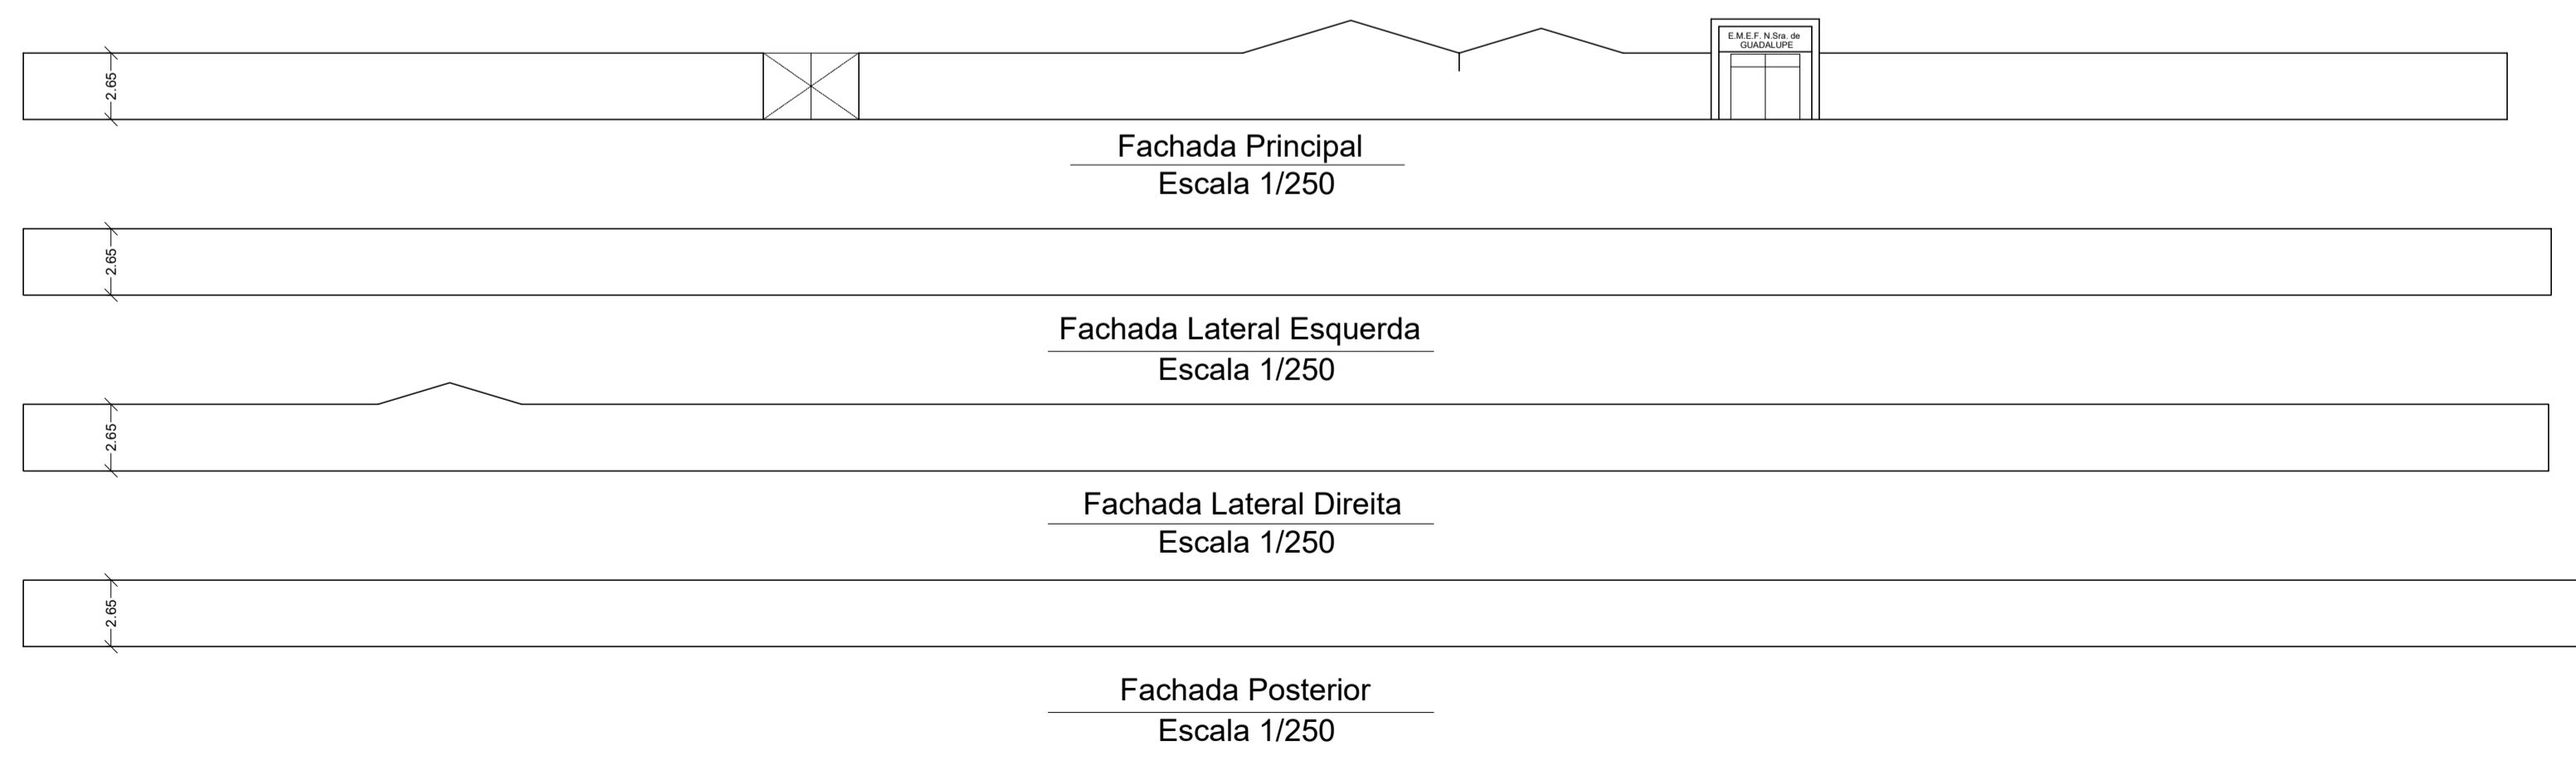 E.M.E.F. N.Sra. de
GUADALUPE
2.65
Fachada Principal
Escala 1/250
2.65
Fachada Lateral Esquerda
Escala 1/250
2.65
Fachada Lateral Direita
Escala 1/250
2.65
Fachada Posterior
Escala 1/250